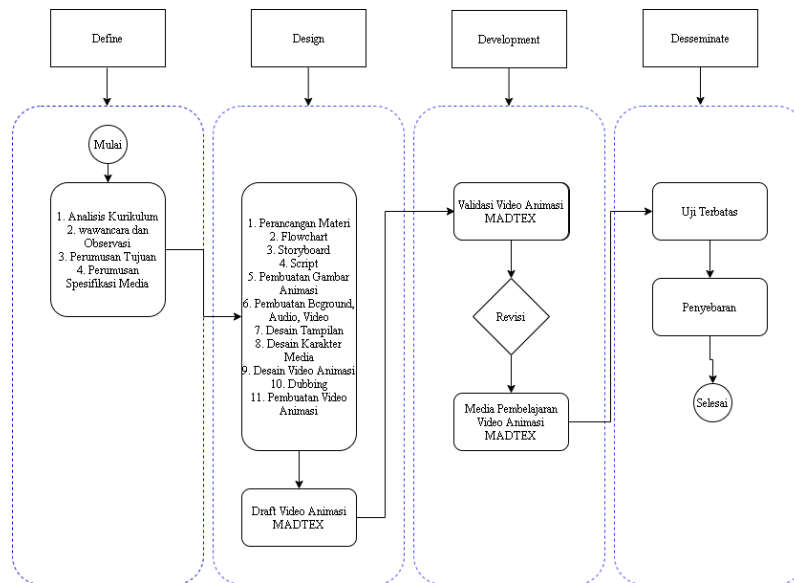 Define
Design
Development
Desseminate
Mulai
1. Analisis Kurikulum
2. wawancara dan
Observasi
3. Perumusan Tujuan
4. Perumusan
Spesifikasi Media
1. Perancangan Materi
2. Flowchart
3. Storyboard
4. Script
5. Pembuatan Gambar
Animasi
6. Pembuatan Bcground,
Audio, Video
7. Desain Tampilan
8. Desain Karakter
Media
9. Desain Video Animasi
10. Dubbing
11. Pembuatan Video
Animasi
Draft Video Animasi
MADTEX
Validasi Video Animasi
MADTEX
Revisi
Media Pembelajaran
Video Animasi
MADTEX
Uji Terbatas
Penyebaran
Selesai